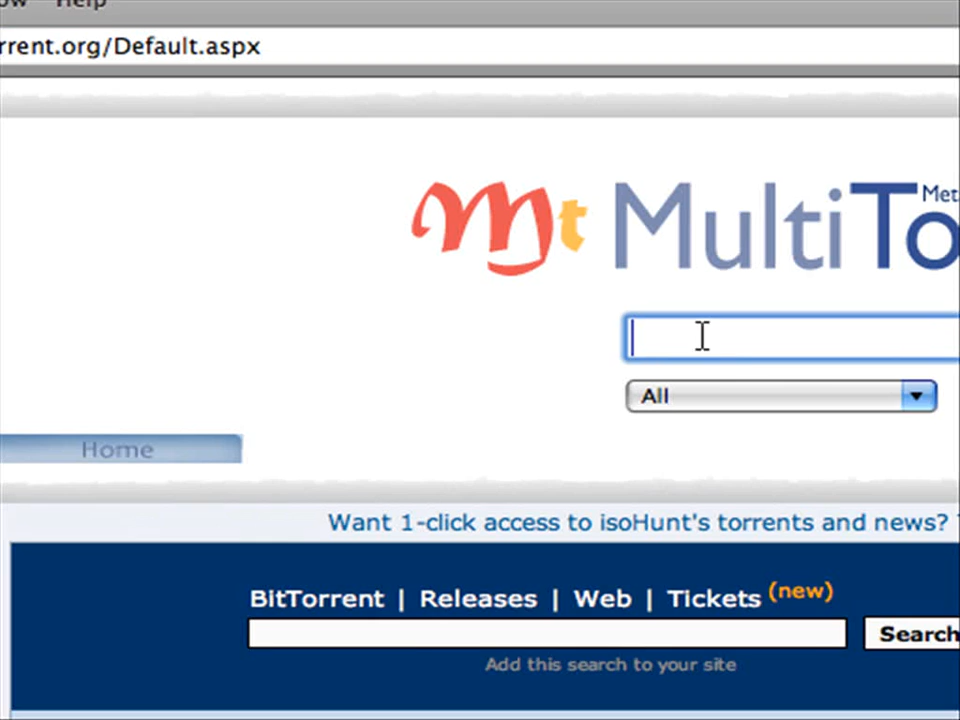 Help
rrent.org/Default.aspx
Mt MultiTo
Met
All
Home
Want 1-click access to isoHunt's torrents and news?
BitTorrent | Releases | Web | Tickets (new)
Search
Add this search to your site